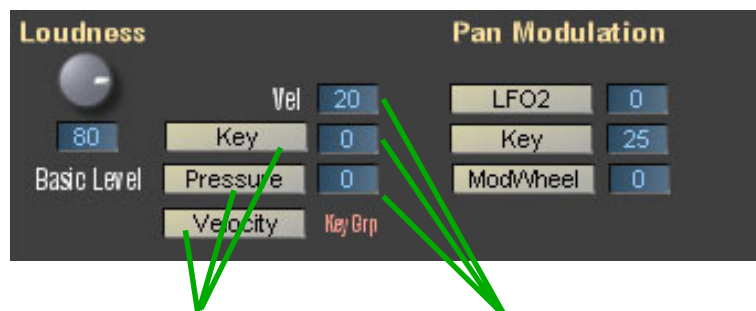 Loudness
Pan Modulation
Vel 20
LFO2 0
80
Key 0
Key 25
Basic Level
Pressure 0
ModWheel 0
Velocity
Key Grp